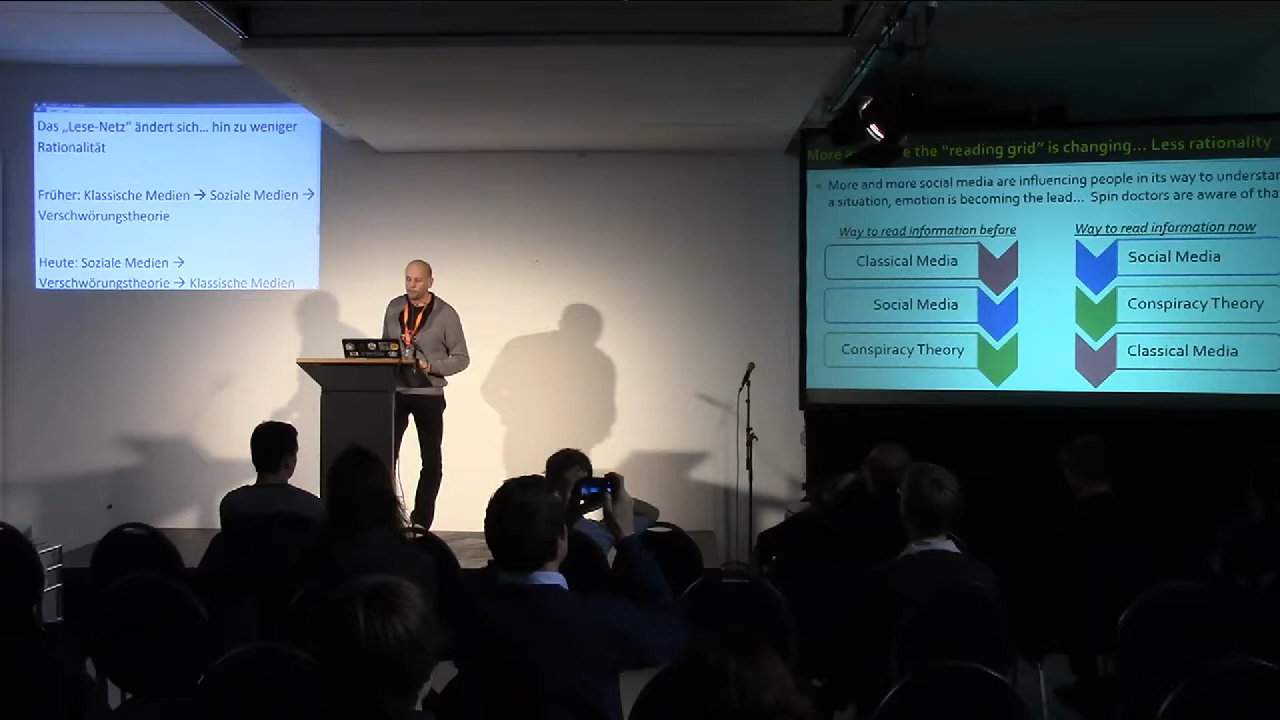 Das „Lese-Netz“ ändert sich... hin zu weniger
Rationalität
Früher: Klassische Medien → Soziale Medien →
Verschwörungstheorie
Heute: Soziale Medien →
Verschwörungstheorie → Klassische Medien
More the "reading grid" is changing... Less rationality
More and more social media are influencing people in its way to
a situation, emotion is becoming the lead... Spin doctors are aware of
Way to read information before
Classical Media
Social Media
Conspiracy Theory
Way to read information now
Social Media
Conspiracy Theory
Classical Media